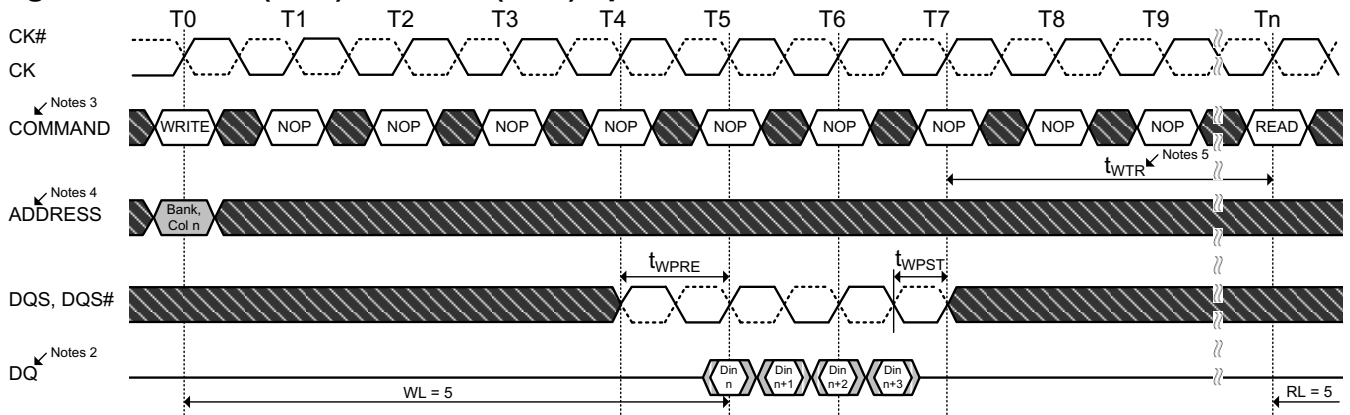 T0 T1 T2 T3 T4 T5 T6 T7 T8 T9 Tn
CK#
CK
Notes 3
COMMAND WRITE NOP NOP NOP NOP NOP NOP NOP NOP NOP READ
tWTR Notes 5
Notes 4
ADDRESS
Bank,
Col n
tWPRE tWPST
DQS, DQS#
Notes 2
DQ
Din Din Din Din
n n+1 n+2 n+3
WL = 5 RL = 5